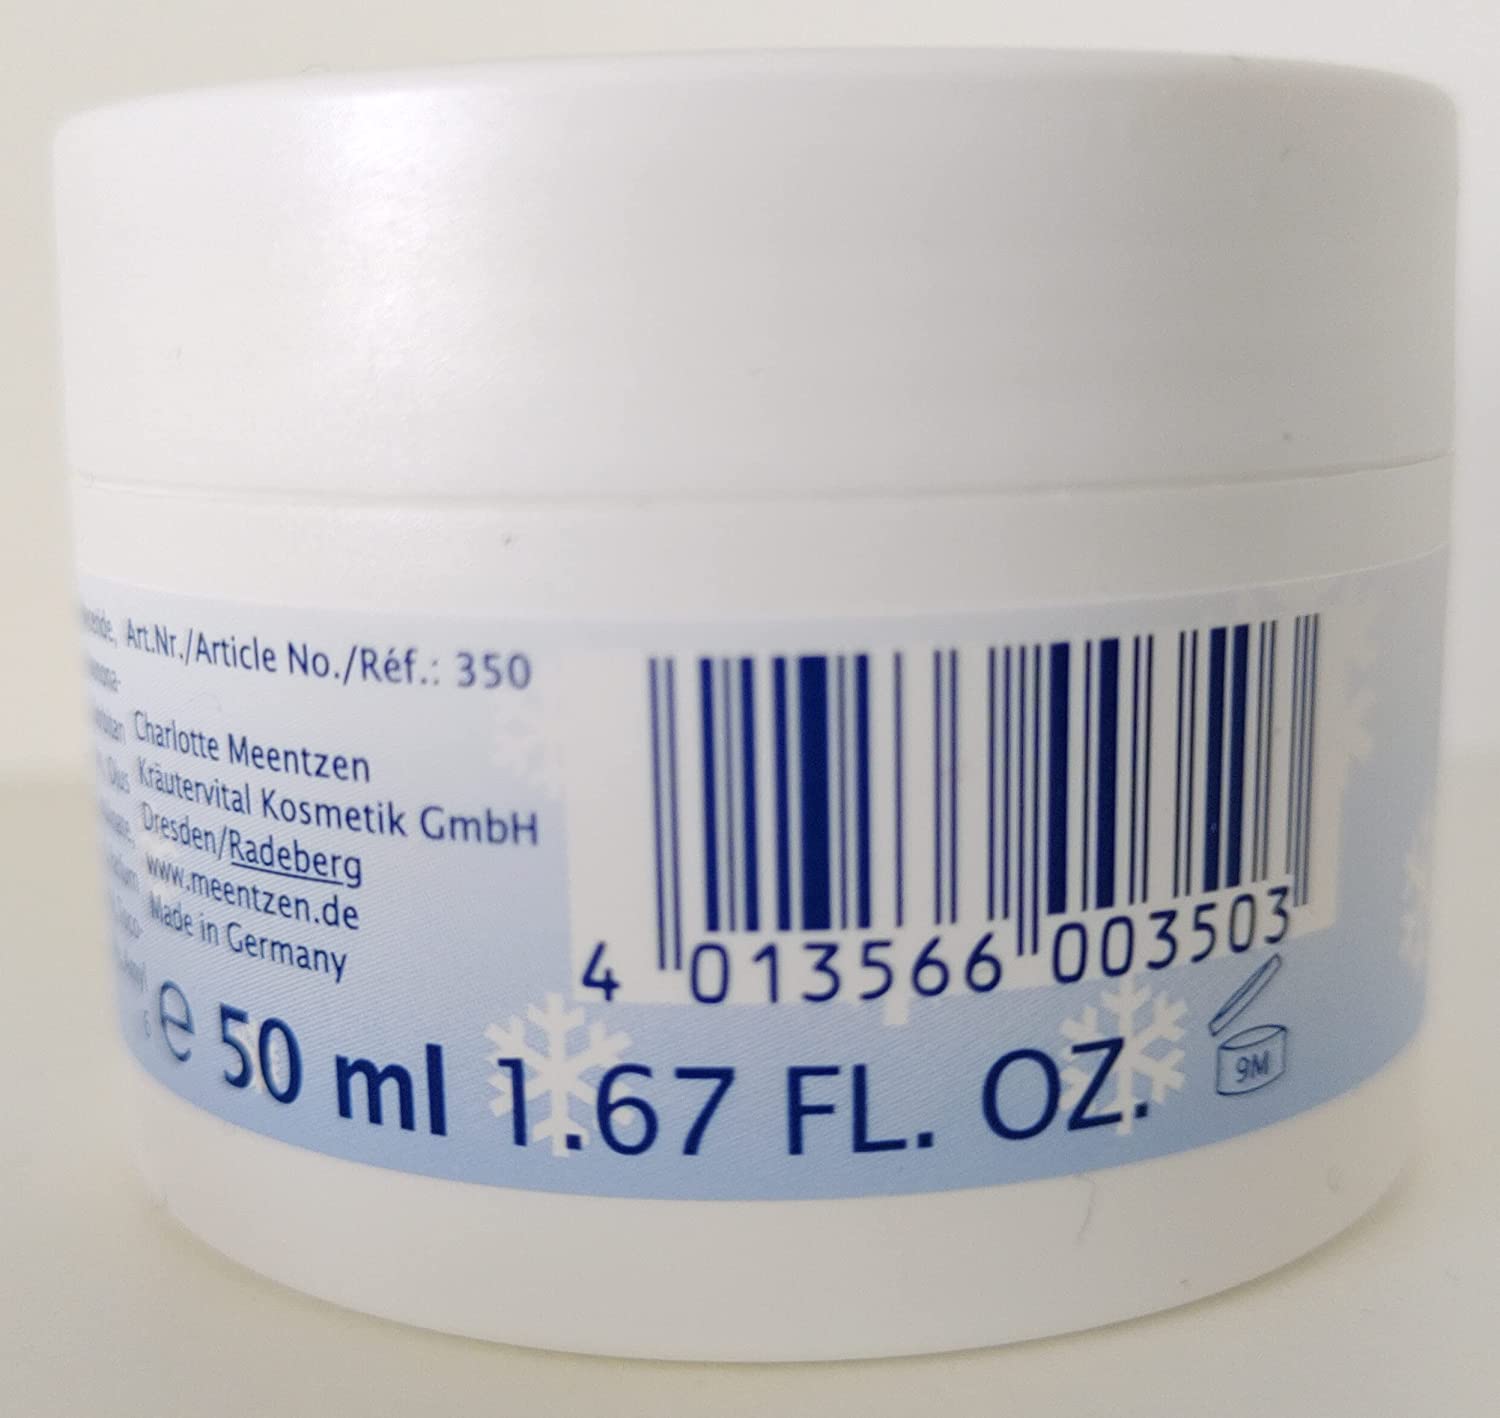 Art.Nr./Article No./Réf.: 350
Charlotte Meentzen
Kräutervital Kosmetik GmbH
Dresden/Radeberg
www.meentzen.de
Made in Germany
4 013566 003503
e 50 ml 1.67 FL. OZ.
9M